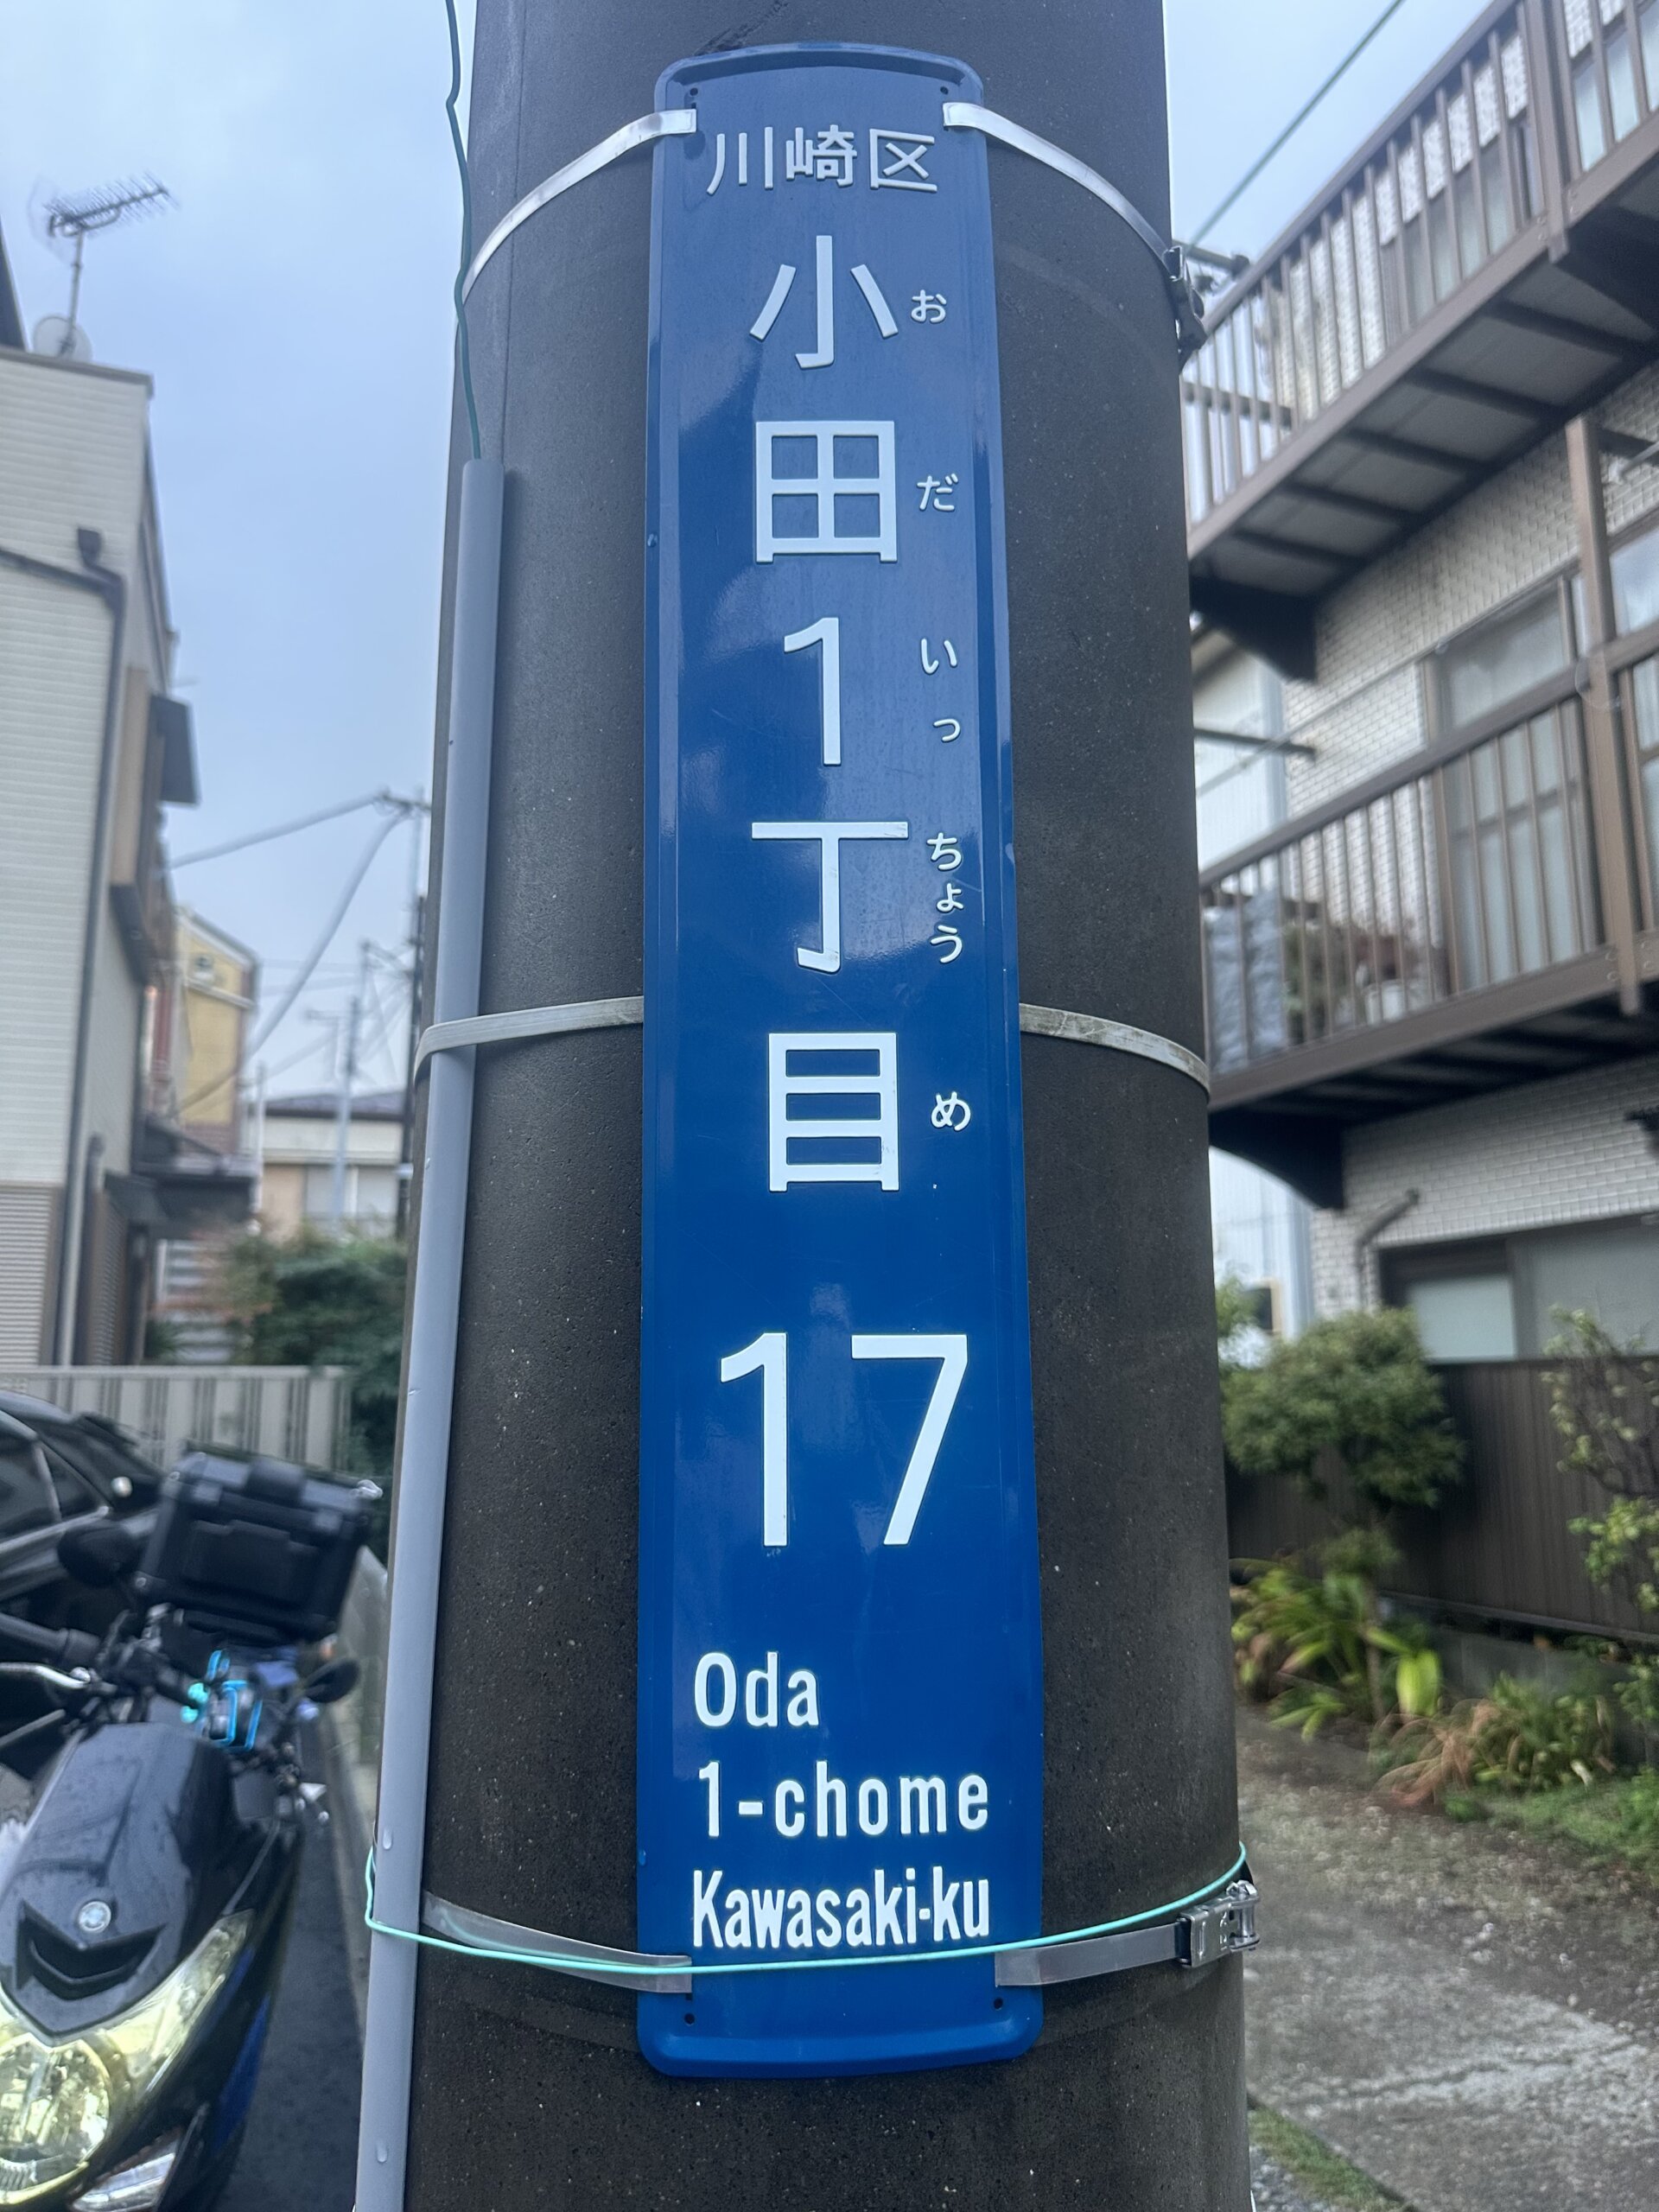 川崎区
小田1丁目
おだいっちょうめ
17
Oda
1-chome
Kawasaki-ku